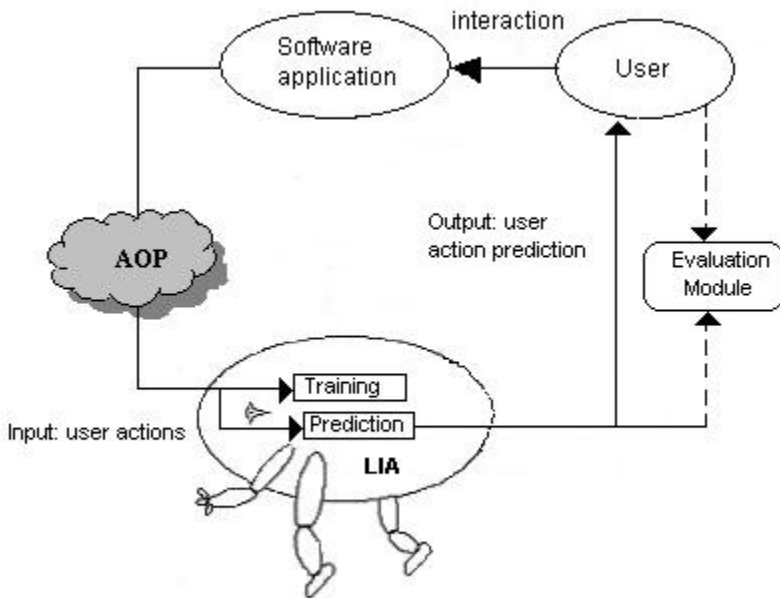 interaction
Software
application
User
AOP
Output: user
action prediction
Evaluation
Module
Training
Input: user actions
Prediction
LIA